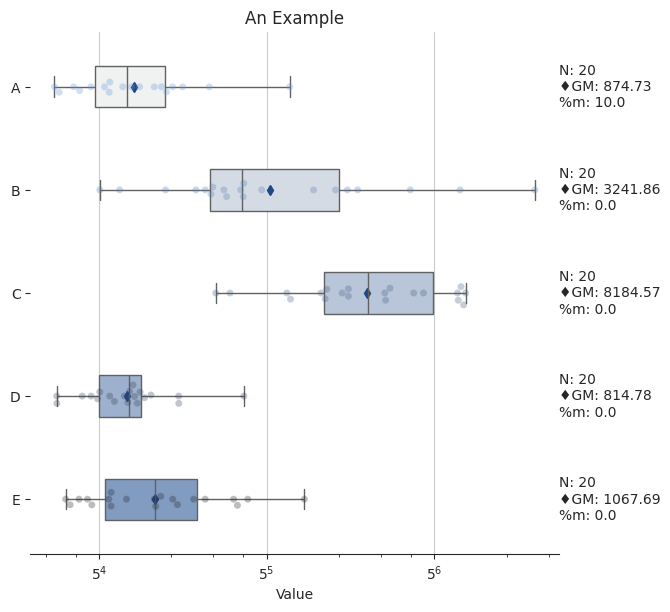 An Example
A
N: 20
♦GM: 874.73
%m: 10.0
B
N: 20
♦GM: 3241.86
%m: 0.0
C
N: 20
♦GM: 8184.57
%m: 0.0
D
N: 20
♦GM: 814.78
%m: 0.0
E
N: 20
♦GM: 1067.69
%m: 0.0
5⁴ 5⁵ 5⁶
Value